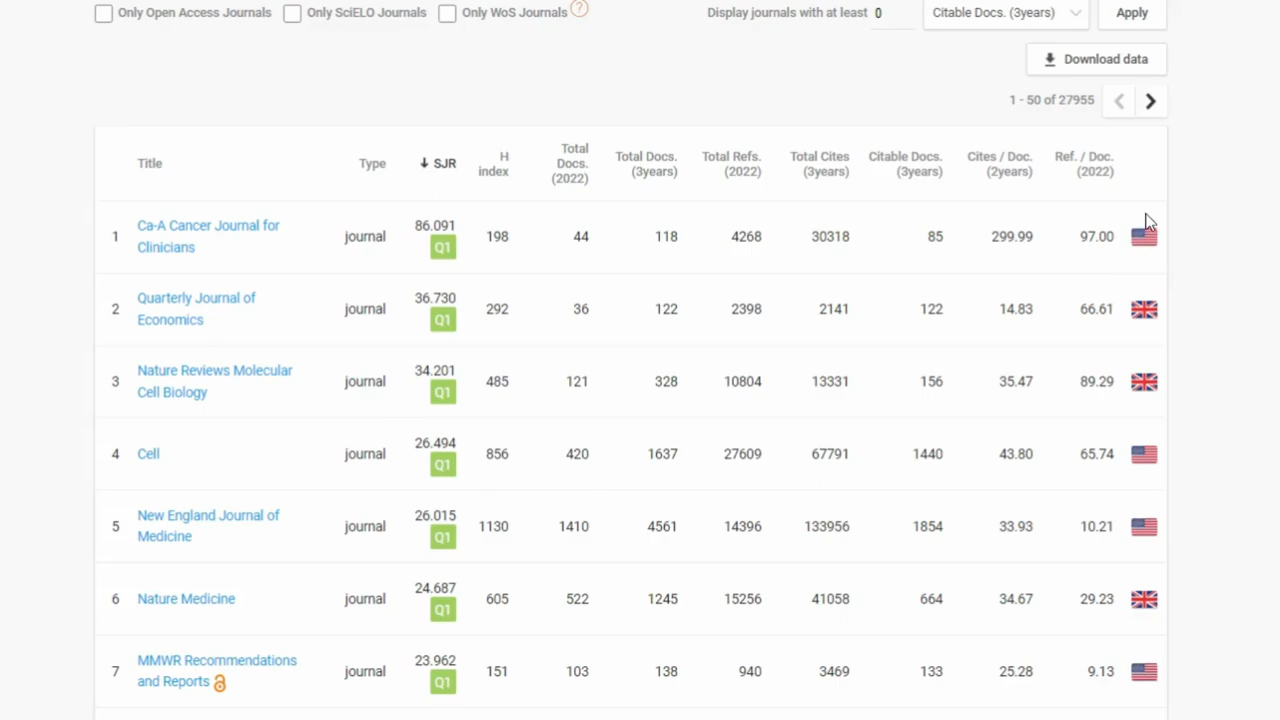 Only Open Access Journals Only SciELO Journals Only WoS Journals ? Display journals with at least 0 Citable Docs. (3years) Apply
Download data
1 - 50 of 27955
Title Type ↓ SJR H index Total Docs. (2022) Total Docs. (3years) Total Refs. (2022) Total Cites (3years) Citable Docs. (3years) Cites / Doc. (2years) Ref. / Doc. (2022)
1 Ca-A Cancer Journal for Clinicians journal 86.091 Q1 198 44 118 4268 30318 85 299.99 97.00
2 Quarterly Journal of Economics journal 36.730 Q1 292 36 122 2398 2141 122 14.83 66.61
3 Nature Reviews Molecular Cell Biology journal 34.201 Q1 485 121 328 10804 13331 156 35.47 89.29
4 Cell journal 26.494 Q1 856 420 1637 27609 67791 1440 43.80 65.74
5 New England Journal of Medicine journal 26.015 Q1 1130 1410 4561 14396 133956 1854 33.93 10.21
6 Nature Medicine journal 24.687 Q1 605 522 1245 15256 41058 664 34.67 29.23
7 MMWR Recommendations and Reports journal 23.962 Q1 151 103 138 940 3469 133 25.28 9.13